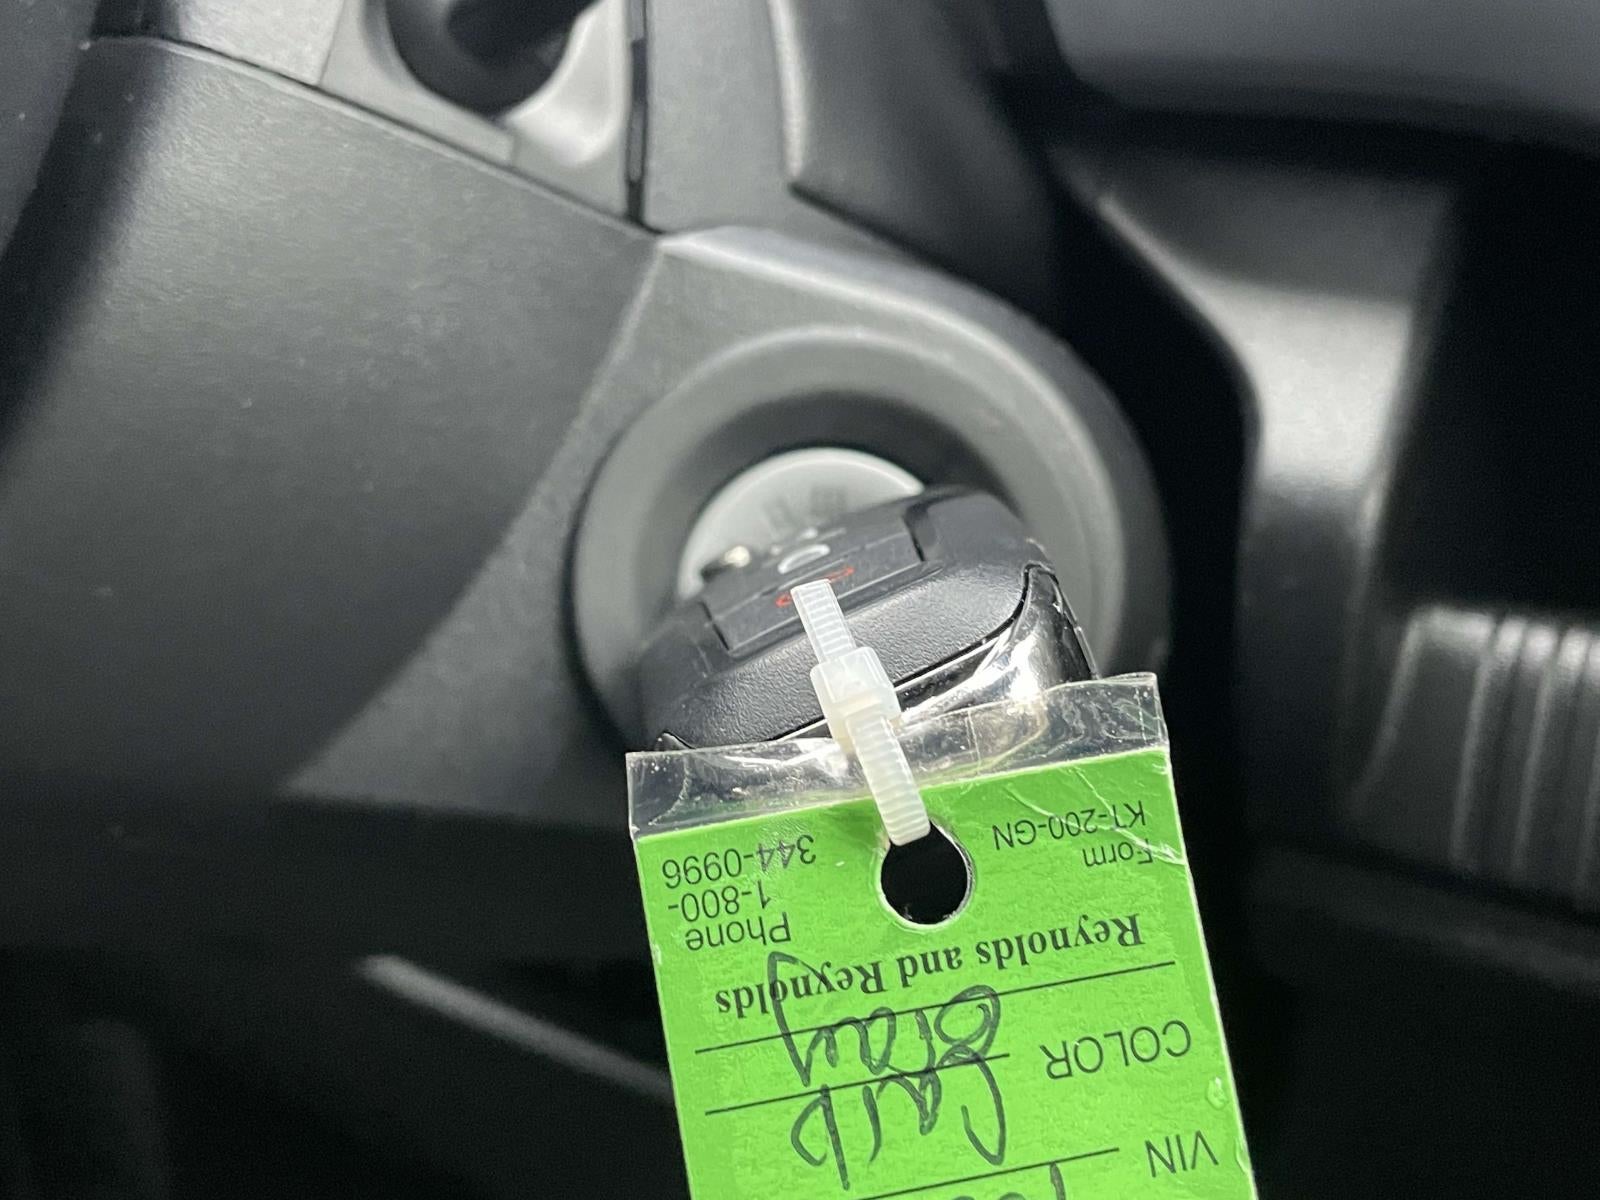 VIN
COLOR
Gray
Reynolds and Reynolds
Form
KT-200-GN
Phone
1-800-
344-0996